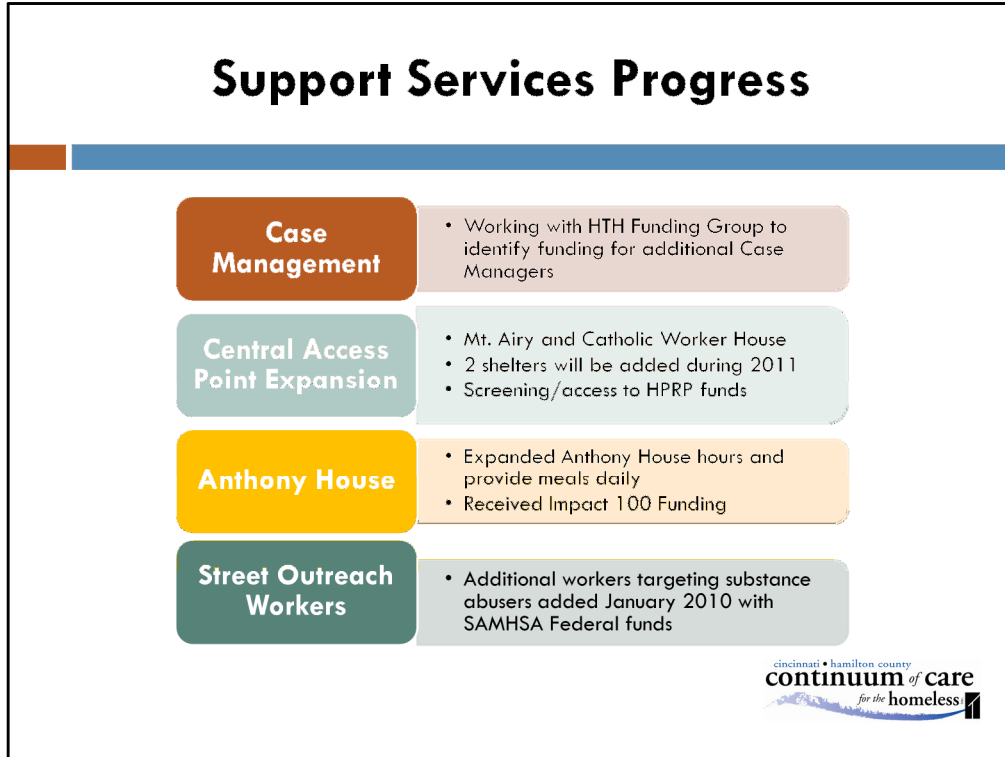 Support Services Progress
Case
Management
• Working with HTH Funding Group to
identify funding for additional Case
Managers
Central Access
Point Expansion
• Mt. Airy and Catholic Worker House
• 2 shelters will be added during 2011
• Screening/access to HPRP funds
Anthony House
• Expanded Anthony House hours and
provide meals daily
• Received Impact 100 Funding
Street Outreach
Workers
• Additional workers targeting substance
abusers added January 2010 with
SAMHSA Federal funds
cincinnati • hamilton county
continuum of care
for the homeless